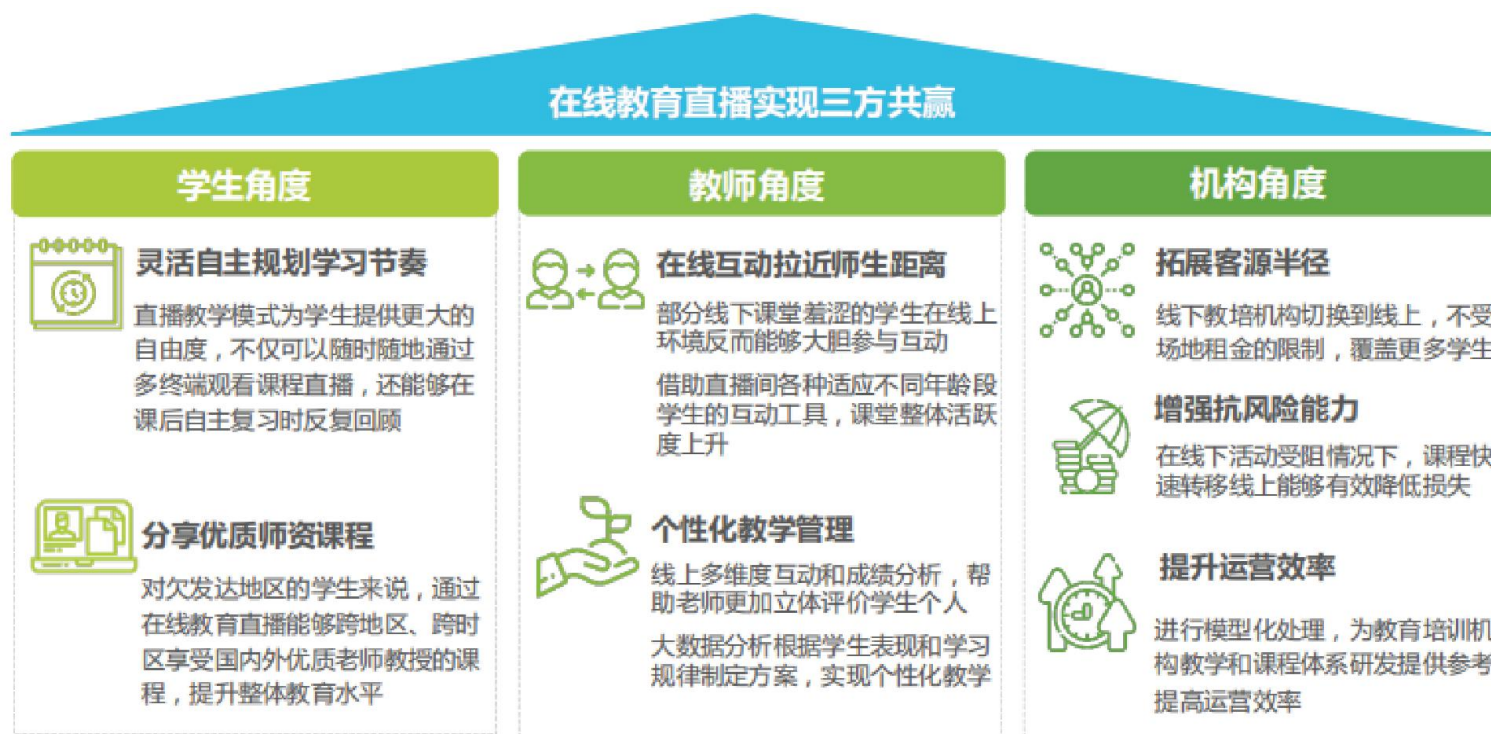 在线教育直播实现三方共赢
学生角度
灵活自主规划学习节奏
直播教学模式为学生提供更大的
自由度，不仅可以随时随地通过
多终端观看课程直播，还能够在
课后自主复习时反复回顾
分享优质师资课程
对欠发达地区的学生来说，通过
在线教育直播能够跨地区、跨时
区享受国内外优质老师教授的课
程，提升整体教育水平
教师角度
在线互动拉近师生距离
部分线下课堂羞涩的学生在线上
环境反而能够大胆参与互动
借助直播间各种适应不同年龄段
学生的互动工具，课堂整体活跃
度上升
个性化教学管理
线上多维度互动和成绩分析，帮
助老师更加立体评价学生个人
大数据分析根据学生表现和学习
规律制定方案，实现个性化教学
机构角度
拓展客源半径
线下教培机构切换到线上，不受
场地租金的限制，覆盖更多学生
增强抗风险能力
在线下活动受阻情况下，课程快
速转移线上能够有效降低损失
提升运营效率
进行模型化处理，为教育培训机
构教学和课程体系研发提供参考
提高运营效率